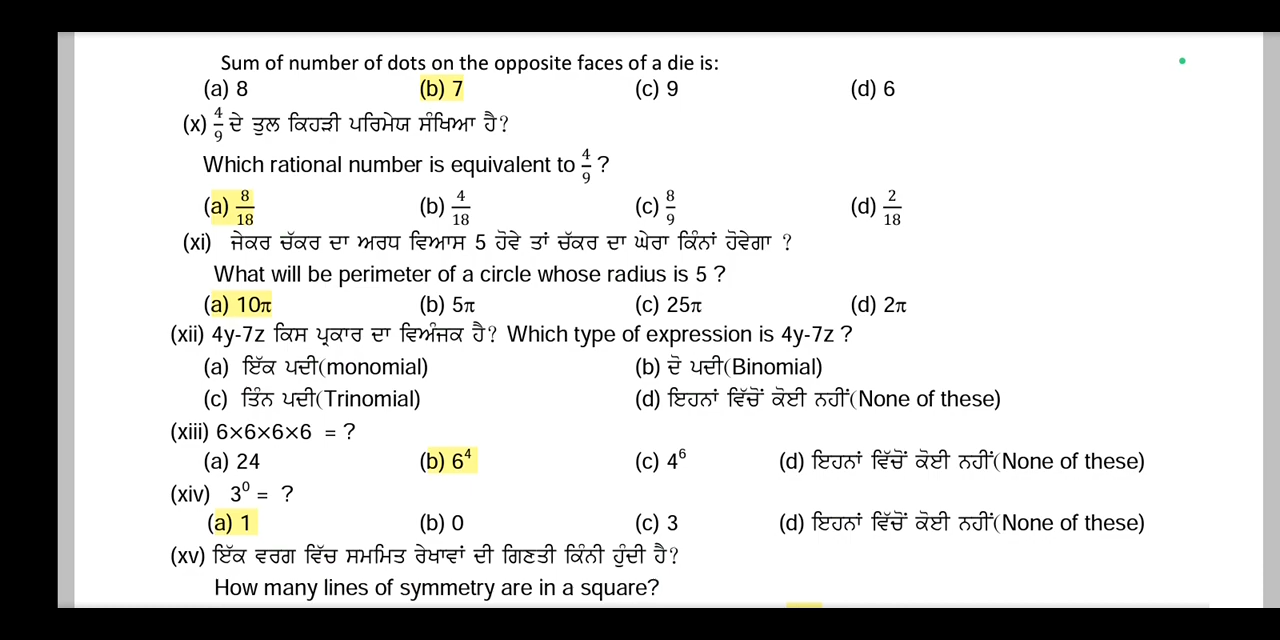 Sum of number of dots on the opposite faces of a die is:
(a) 8 (b) 7 (c) 9 (d) 6
(x) 4/9 ਦੇ ਤੁਲ ਕਿਹੜੀ ਪਰਿਮੇਯ ਸੰਖਿਆ ਹੈ?
Which rational number is equivalent to 4/9 ?
(a) 8/18 (b) 4/18 (c) 8/9 (d) 2/18
(xi) ਜੇਕਰ ਚੱਕਰ ਦਾ ਅਰਧ ਵਿਆਸ 5 ਹੋਵੇ ਤਾਂ ਚੱਕਰ ਦਾ ਘੇਰਾ ਕਿੰਨਾਂ ਹੋਵੇਗਾ ?
What will be perimeter of a circle whose radius is 5 ?
(a) 10π (b) 5π (c) 25π (d) 2π
(xii) 4y-7z ਕਿਸ ਪ੍ਰਕਾਰ ਦਾ ਵਿਅੰਜਕ ਹੈ? Which type of expression is 4y-7z ?
(a) ਇੱਕ ਪਦੀ(monomial) (b) ਦੋ ਪਦੀ(Binomial)
(c) ਤਿੰਨ ਪਦੀ(Trinomial) (d) ਇਹਨਾਂ ਵਿੱਚੋਂ ਕੋਈ ਨਹੀਂ(None of these)
(xiii) 6×6×6×6 = ?
(a) 24 (b) 6⁴ (c) 4⁶ (d) ਇਹਨਾਂ ਵਿੱਚੋਂ ਕੋਈ ਨਹੀਂ(None of these)
(xiv) 3⁰ = ?
(a) 1 (b) 0 (c) 3 (d) ਇਹਨਾਂ ਵਿੱਚੋਂ ਕੋਈ ਨਹੀਂ(None of these)
(xv) ਇੱਕ ਵਰਗ ਵਿੱਚ ਸਮਮਿਤ ਰੇਖਾਵਾਂ ਦੀ ਗਿਣਤੀ ਕਿੰਨੀ ਹੁੰਦੀ ਹੈ?
How many lines of symmetry are in a square?